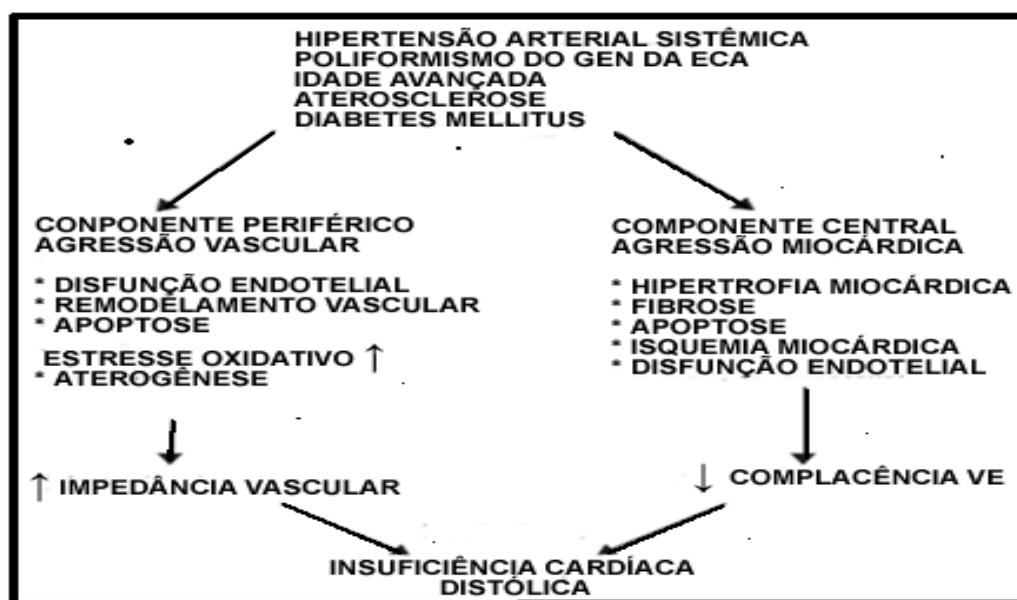 HIPERTENSÃO ARTERIAL SISTÊMICA
POLIFORMISMO DO GEN DA ECA
IDADE AVANÇADA
ATEROSCLEROSE
DIABETES MELLITUS
CONPONENTE PERIFÉRICO
AGRESSÃO VASCULAR
* DISFUNÇÃO ENDOTELIAL
* REMODELAMENTO VASCULAR
* APOPTOSE
ESTRESSE OXIDATIVO ↑
* ATEROGÊNESE
↑ IMPEDÂNCIA VASCULAR
COMPONENTE CENTRAL
AGRESSÃO MIOCÁRDICA
* HIPERTROFIA MIOCÁRDICA
* FIBROSE
* APOPTOSE
* ISQUEMIA MIOCÁRDICA
* DISFUNÇÃO ENDOTELIAL
↓ COMPLACÊNCIA VE
INSUFICIÊNCIA CARDÍACA
DISTÓLICA